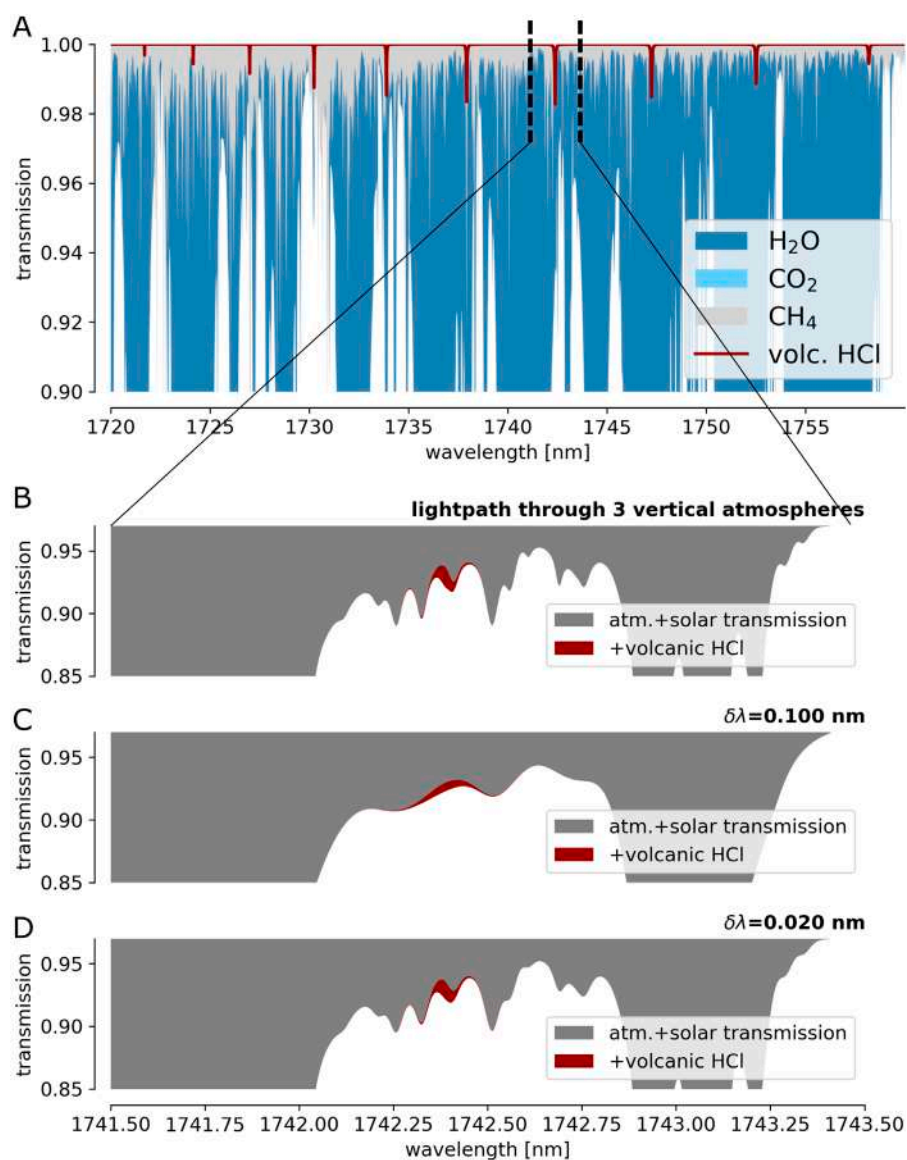 A
1.00
0.98
0.96
0.94
0.92
0.90
transmission
H₂O
CO₂
CH₄
volc. HCl
1720 1725 1730 1735 1740 1745 1750 1755
wavelength [nm]
B
lightpath through 3 vertical atmospheres
0.95
0.90
0.85
transmission
atm.+solar transmission
+volcanic HCl
C
δλ=0.100 nm
0.95
0.90
0.85
transmission
atm.+solar transmission
+volcanic HCl
D
δλ=0.020 nm
0.95
0.90
0.85
transmission
atm.+solar transmission
+volcanic HCl
1741.50 1741.75 1742.00 1742.25 1742.50 1742.75 1743.00 1743.25 1743.50
wavelength [nm]